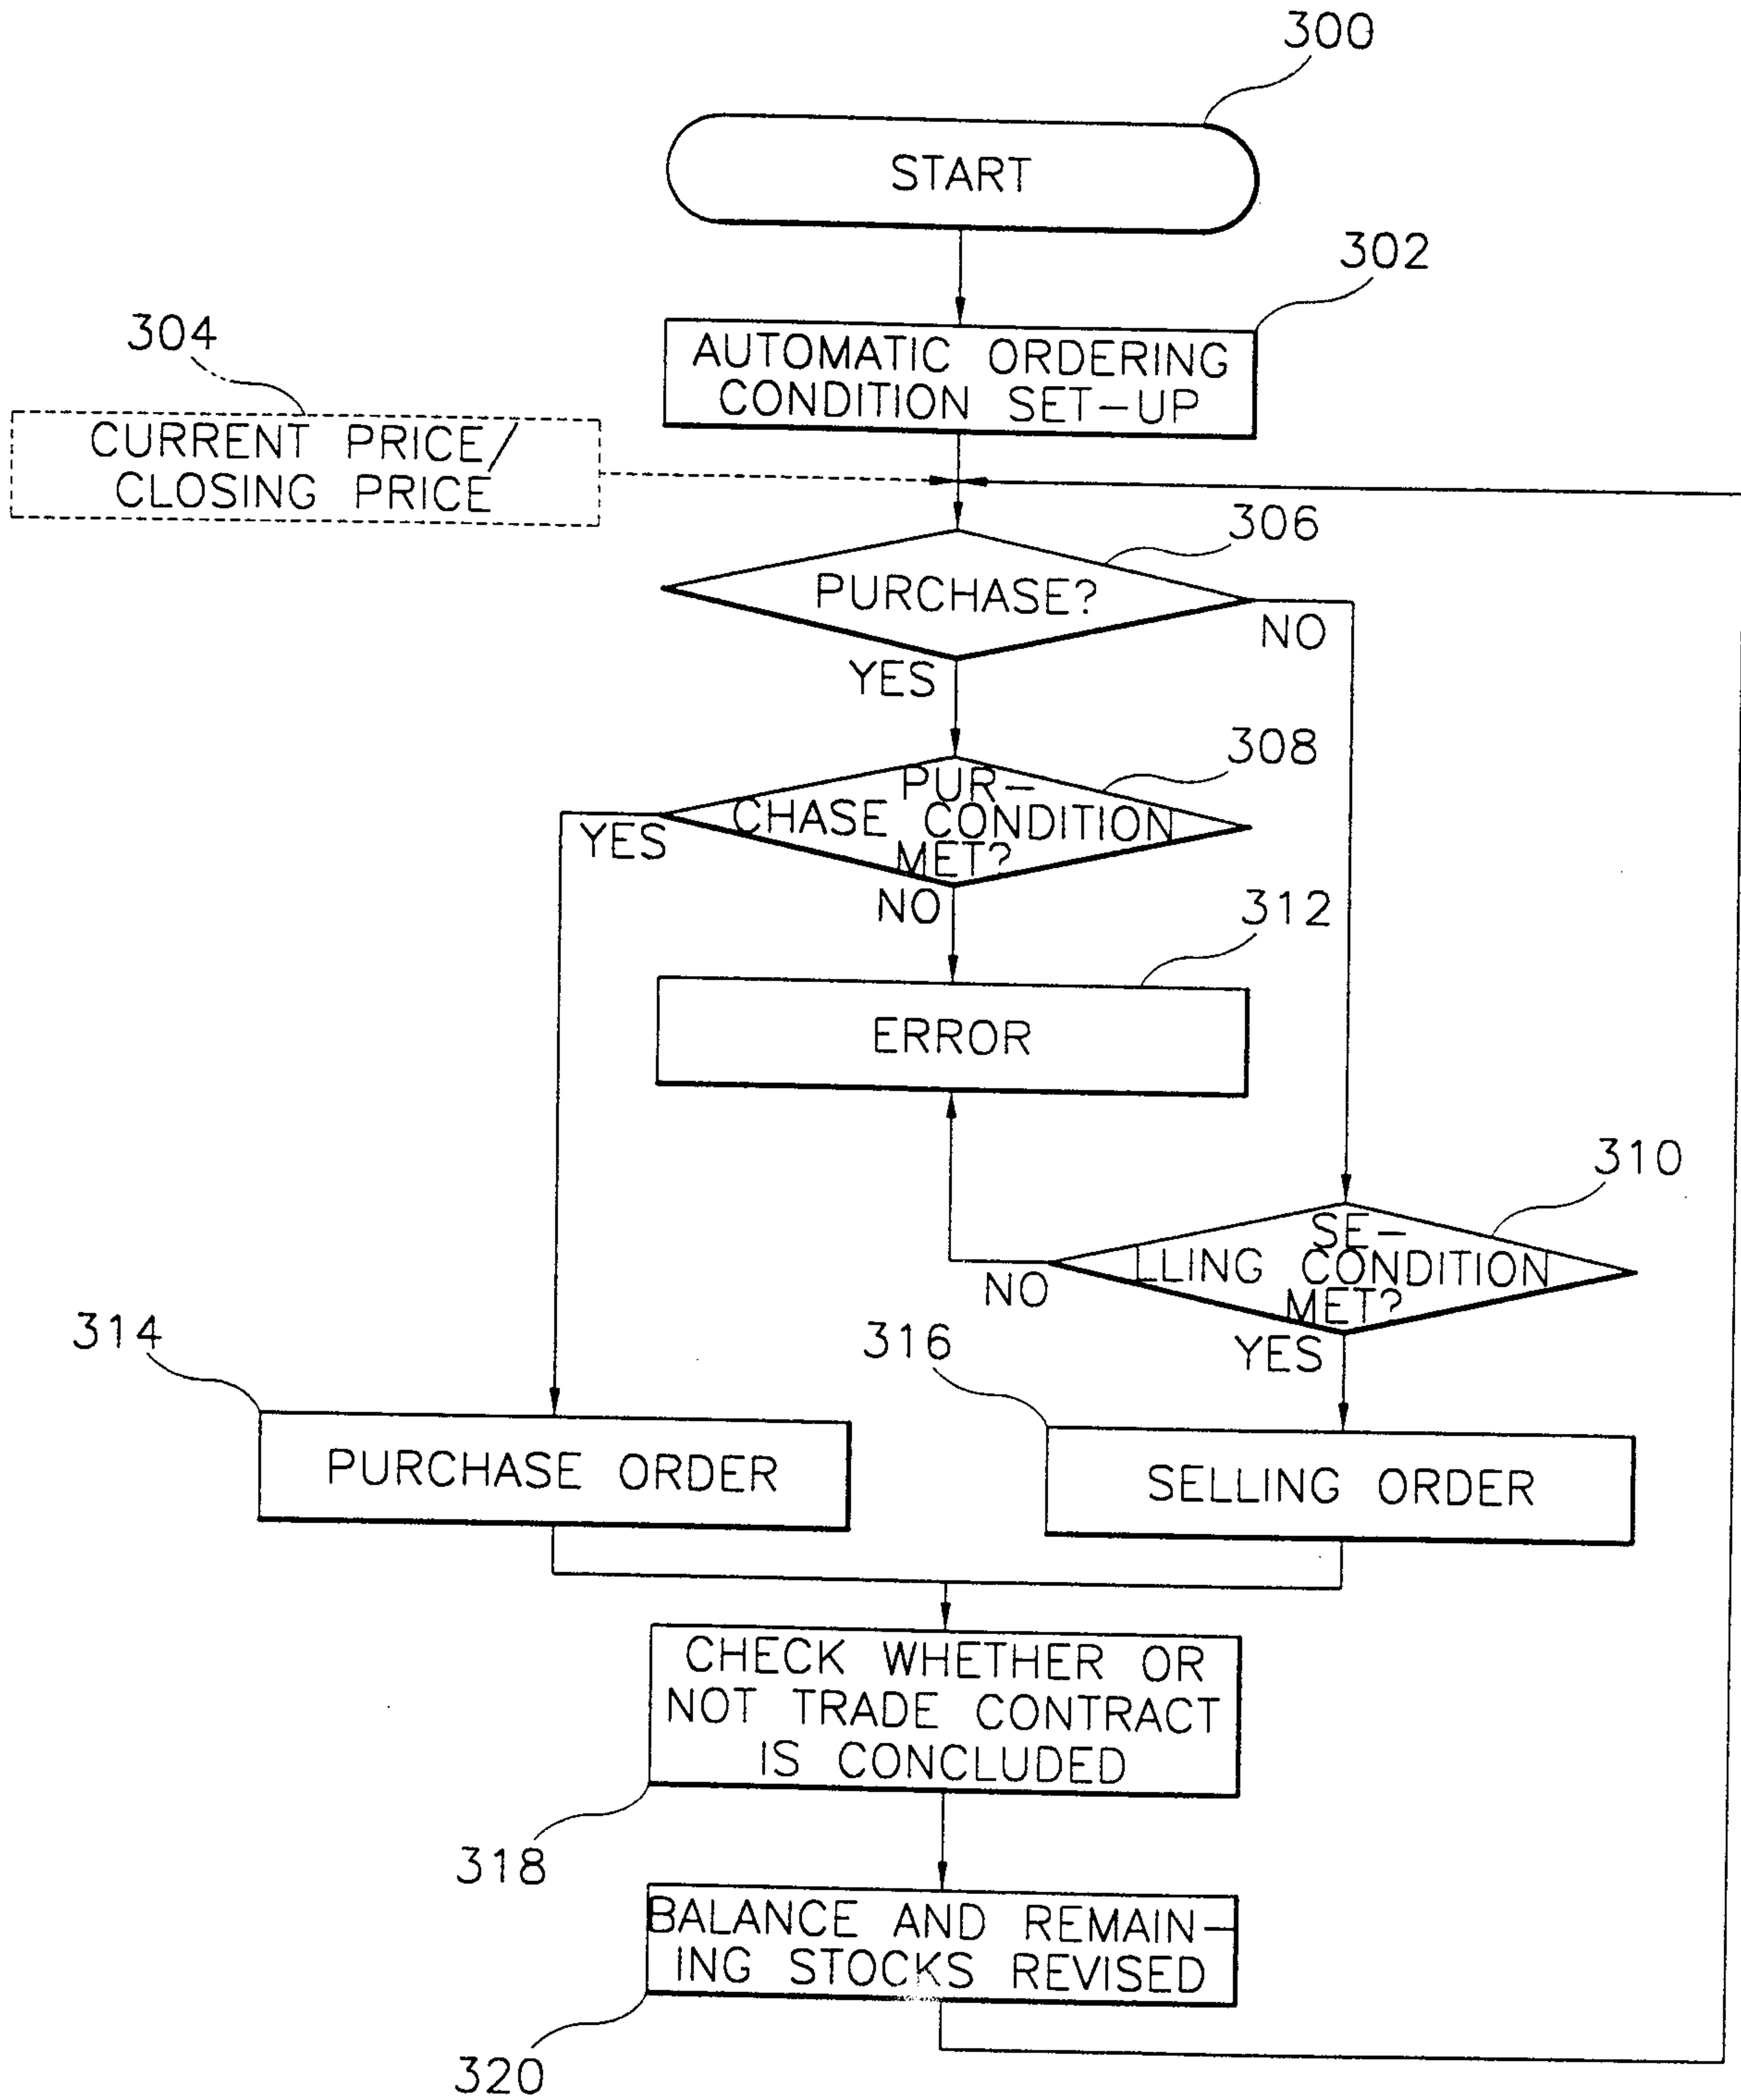 300
START
302
AUTOMATIC ORDERING
CONDITION SET-UP
304
CURRENT PRICE/
CLOSING PRICE
306
PURCHASE?
NO
YES
308
PUR-
CHASE CONDITION
MET?
YES
NO
312
ERROR
310
SE-
LLING CONDITION
MET?
NO
YES
314
PURCHASE ORDER
316
SELLING ORDER
CHECK WHETHER OR
NOT TRADE CONTRACT
IS CONCLUDED
318
BALANCE AND REMAIN-
ING STOCKS REVISED
320